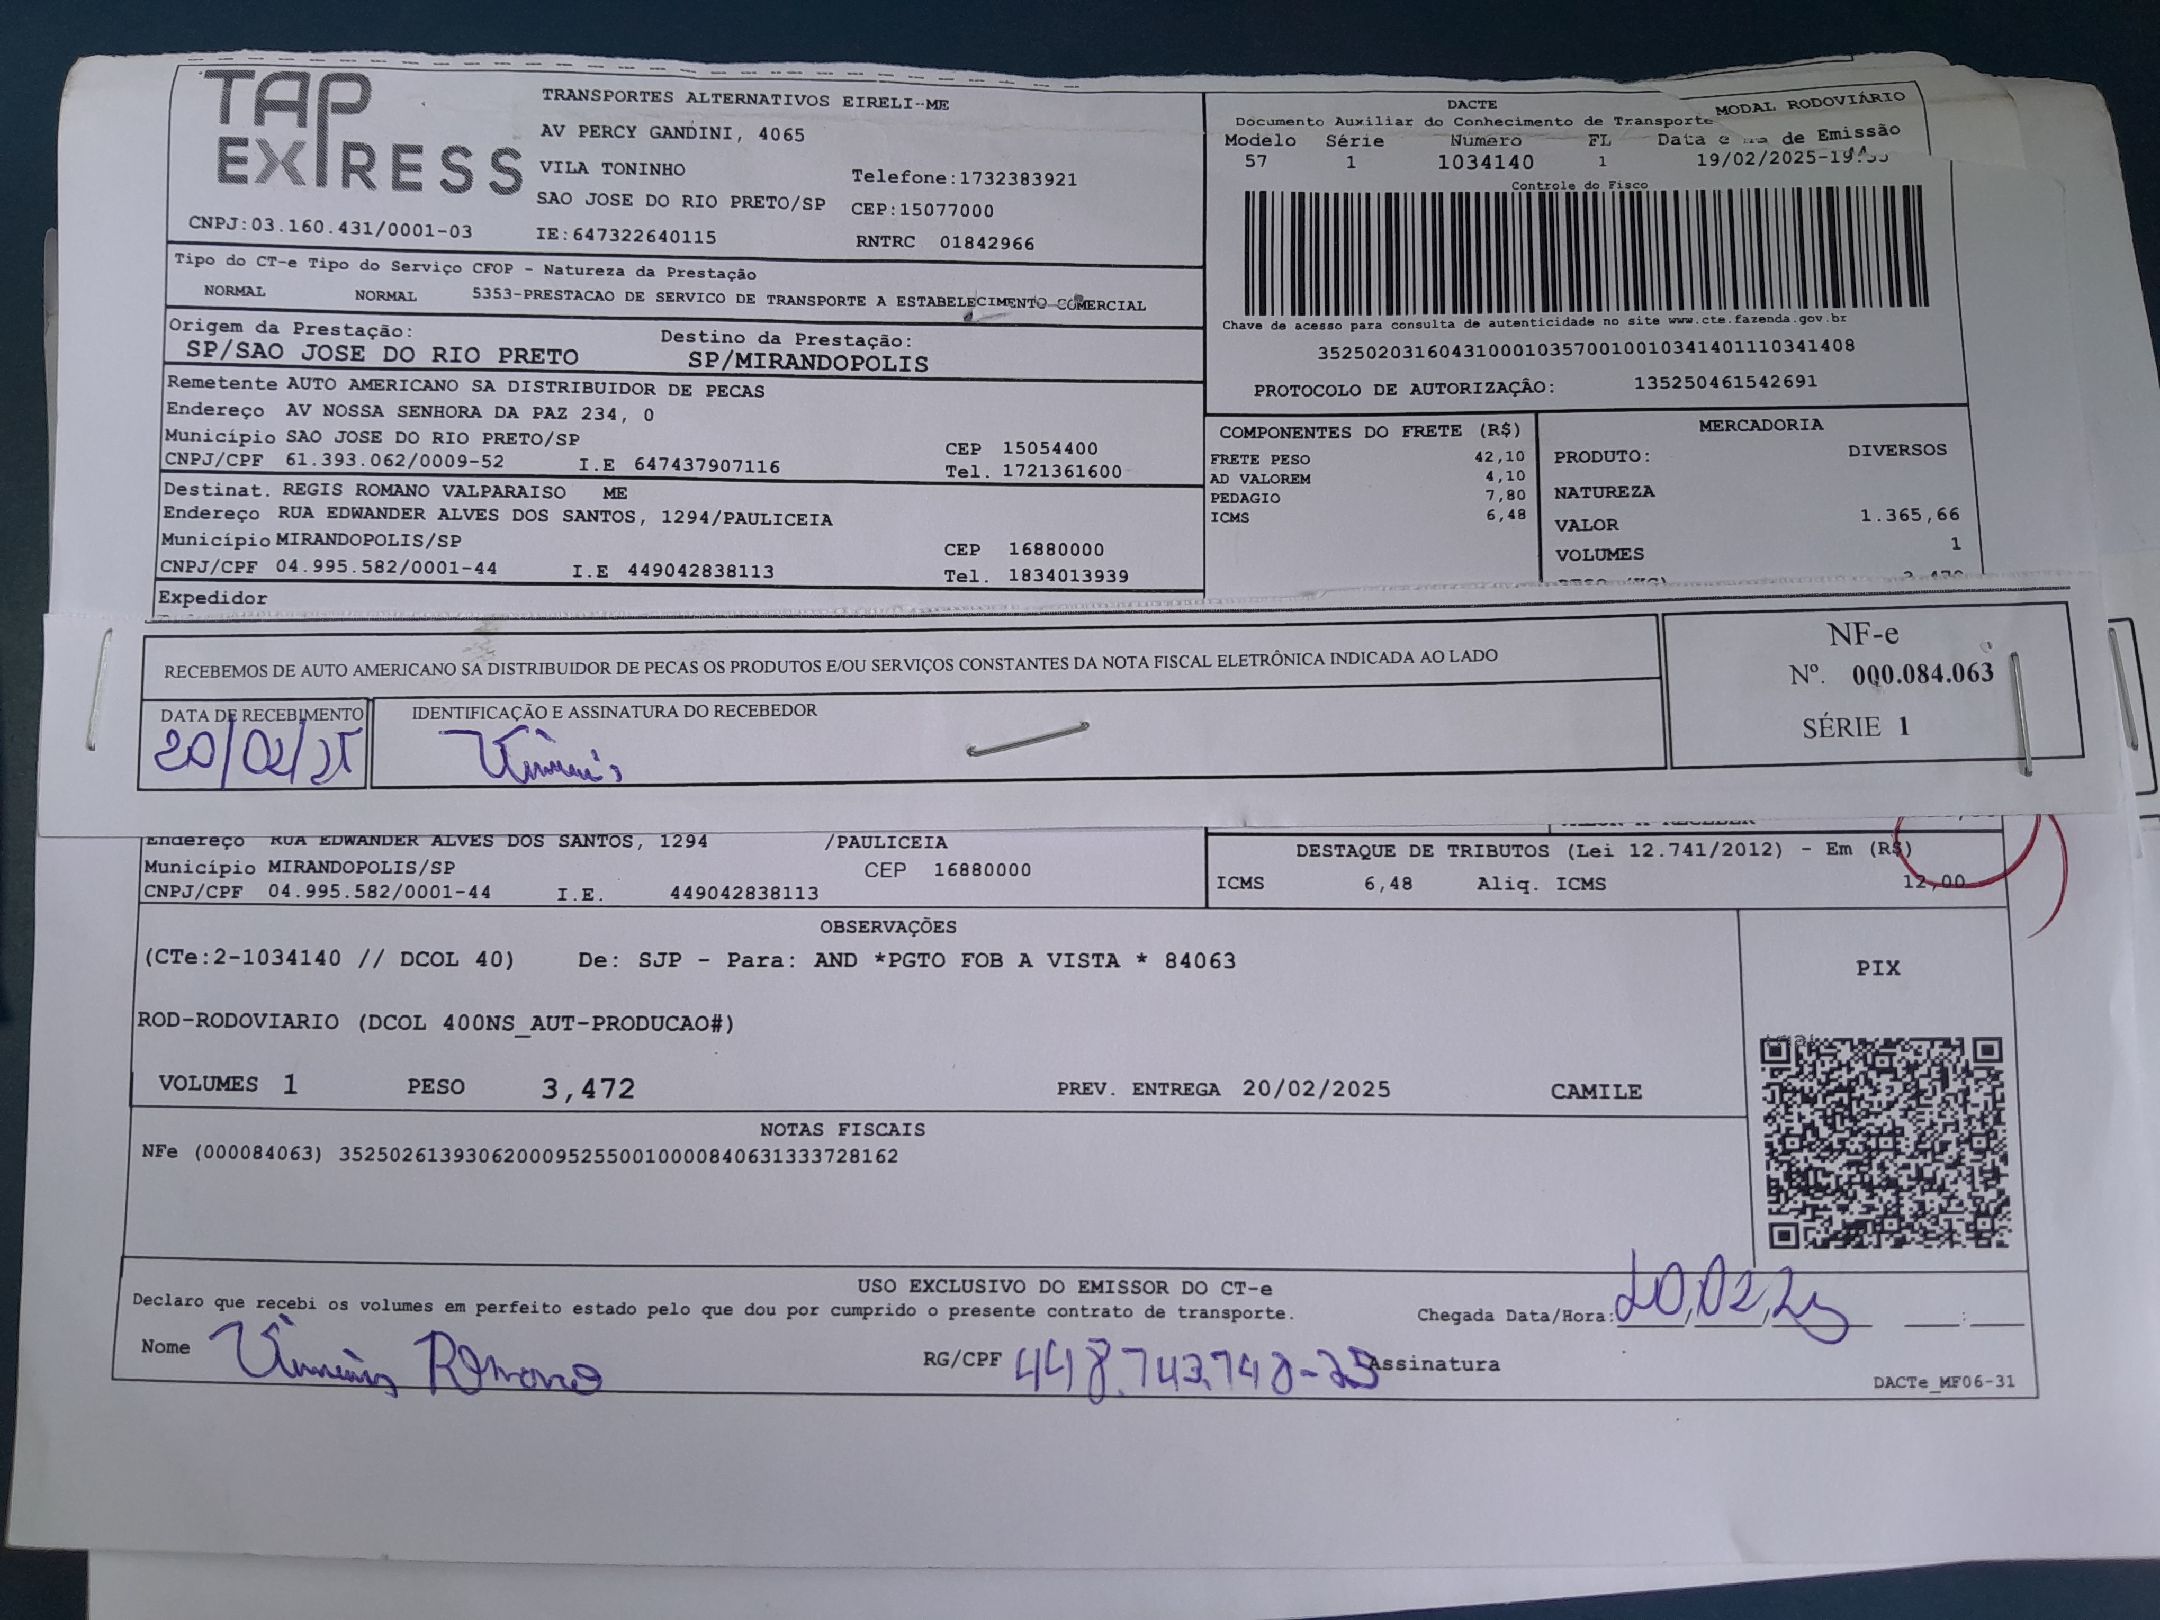 TAP EXPRESS
TRANSPORTES ALTERNATIVOS EIRELI-ME
AV PERCY GANDINI, 4065
VILA TONINHO Telefone:1732383921
SAO JOSE DO RIO PRETO/SP CEP:15077000
CNPJ:03.160.431/0001-03 IE:647322640115 RNTRC 01842966
DACTE MODAL RODOVIÁRIO
Documento Auxiliar do Conhecimento de Transporte
Modelo Série Número FL Data e de Emissão
57 1 1034140 1 19/02/2025-19:
Controle do Fisco
Chave de acesso para consulta de autenticidade no site www.cte.fazenda.gov.br
35250203160431000103570010010341401110341408
PROTOCOLO DE AUTORIZAÇÃO: 135250461542691
Tipo do CT-e Tipo do Serviço CFOP - Natureza da Prestação
NORMAL NORMAL 5353-PRESTACAO DE SERVICO DE TRANSPORTE A ESTABELECIMENTO COMERCIAL
Origem da Prestação: Destino da Prestação:
SP/SAO JOSE DO RIO PRETO SP/MIRANDOPOLIS
Remetente AUTO AMERICANO SA DISTRIBUIDOR DE PECAS
Endereço AV NOSSA SENHORA DA PAZ 234, 0
Município SAO JOSE DO RIO PRETO/SP CEP 15054400
CNPJ/CPF 61.393.062/0009-52 I.E 647437907116 Tel. 1721361600
Destinat. REGIS ROMANO VALPARAISO ME
Endereço RUA EDWANDER ALVES DOS SANTOS, 1294/PAULICEIA
Município MIRANDOPOLIS/SP CEP 16880000
CNPJ/CPF 04.995.582/0001-44 I.E 449042838113 Tel. 1834013939
Expedidor
COMPONENTES DO FRETE (R$)
FRETE PESO 42,10
AD VALOREM 4,10
PEDAGIO 7,80
ICMS 6,48
MERCADORIA
PRODUTO: DIVERSOS
NATUREZA
VALOR 1.365,66
VOLUMES 1
RECEBEMOS DE AUTO AMERICANO SA DISTRIBUIDOR DE PECAS OS PRODUTOS E/OU SERVIÇOS CONSTANTES DA NOTA FISCAL ELETRÔNICA INDICADA AO LADO
DATA DE RECEBIMENTO IDENTIFICAÇÃO E ASSINATURA DO RECEBEDOR
20/02/25 Vinícius
NF-e
Nº. 000.084.063
SÉRIE 1
Endereço RUA EDWANDER ALVES DOS SANTOS, 1294 /PAULICEIA
Município MIRANDOPOLIS/SP CEP 16880000
CNPJ/CPF 04.995.582/0001-44 I.E. 449042838113
DESTAQUE DE TRIBUTOS (Lei 12.741/2012) - Em (R$)
ICMS 6,48 Aliq. ICMS 12,00
OBSERVAÇÕES
(CTe:2-1034140 // DCOL 40) De: SJP - Para: AND *PGTO FOB A VISTA * 84063
PIX
ROD-RODOVIARIO (DCOL 400NS_AUT-PRODUCAO#)
VOLUMES 1 PESO 3,472 PREV. ENTREGA 20/02/2025 CAMILE
NOTAS FISCAIS
NFe (000084063) 35250261393062000952550010000840631333728162
USO EXCLUSIVO DO EMISSOR DO CT-e
Declaro que recebi os volumes em perfeito estado pelo que dou por cumprido o presente contrato de transporte. Chegada Data/Hora: 20/02/25 :
Nome Vinícius Romano RG/CPF 448.743.748-25 Assinatura
DACTe_MF06-31